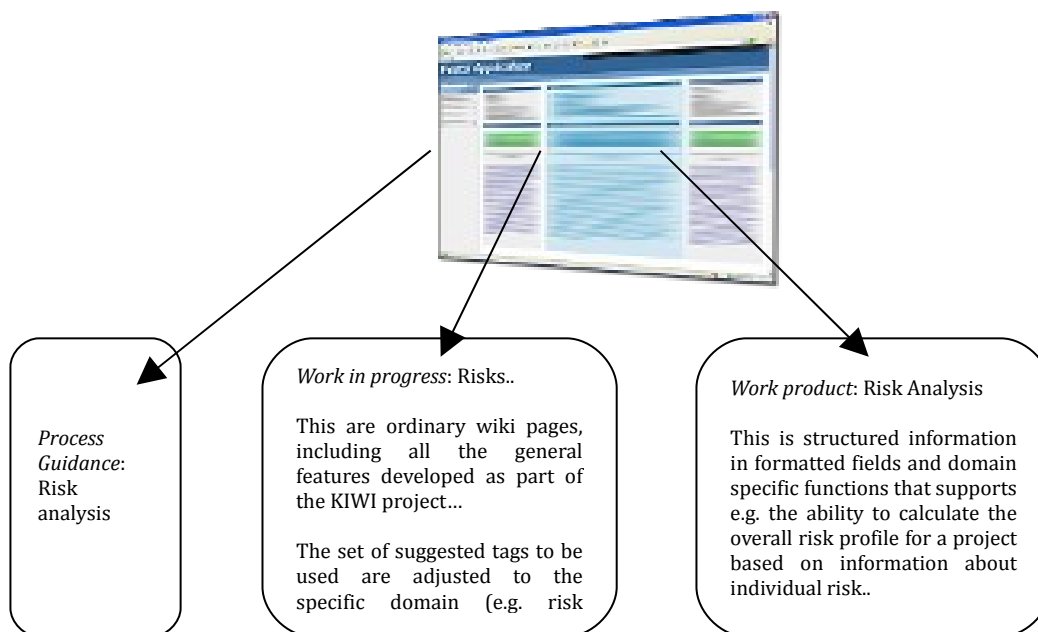 Application
Process
Guidance:
Risk
analysis
Work in progress: Risks..
This are ordinary wiki pages,
including all the general
features developed as part of
the KIWI project…
The set of suggested tags to be
used are adjusted to the
specific domain (e.g. risk
Work product: Risk Analysis
This is structured information
in formatted fields and domain
specific functions that supports
e.g. the ability to calculate the
overall risk profile for a project
based on information about
individual risk..